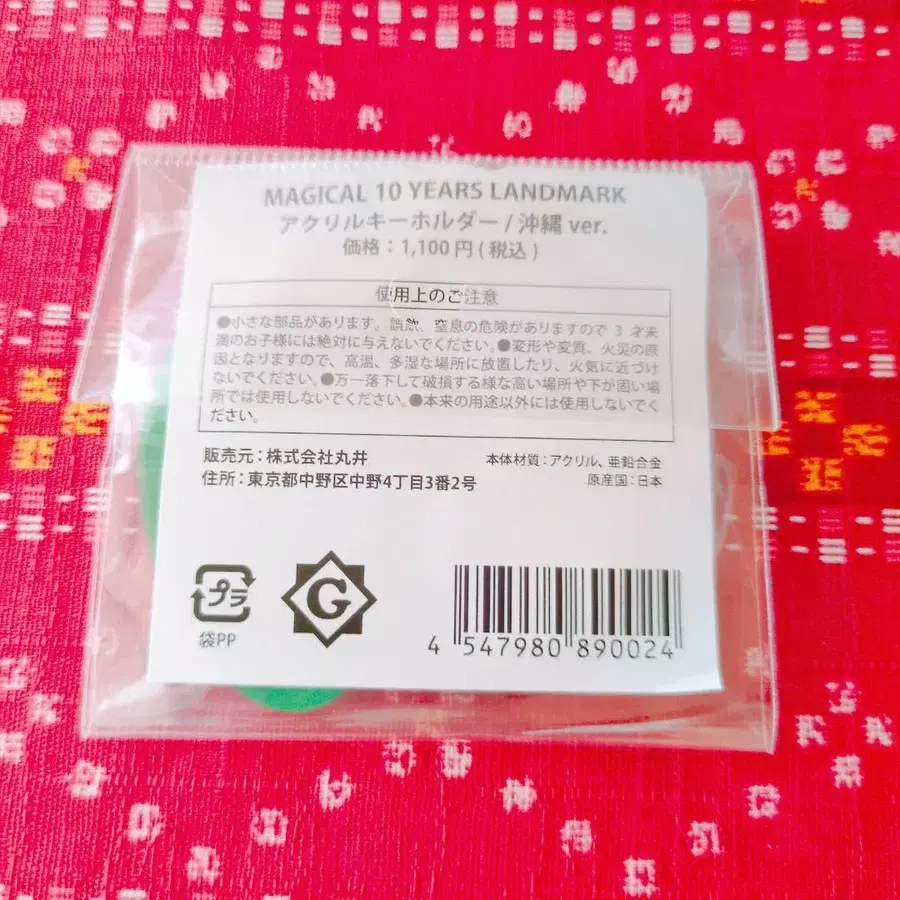 MAGICAL 10 YEARS LANDMARK
アクリルキーホルダー / 沖縄 ver.
価格：1,100円 ( 税込 )
使用上のご注意
●小さな部品があります。誤飲、窒息の危険がありますので 3 才未
満のお子様には絶対に与えないでください。●変形や変質、火災の原
因となりますので、高温、多湿な場所に放置したり、火気に近づけ
ないでください。●万一落下して破損する様な高い場所や下が固い場
所では使用しないでください。●本来の用途以外には使用しないでく
ださい。
販売元：株式会社丸井
住所：東京都中野区中野4丁目3番2号
本体材質：アクリル、亜鉛合金
原産国：日本
プラ
袋PP
G
4 547980 890024